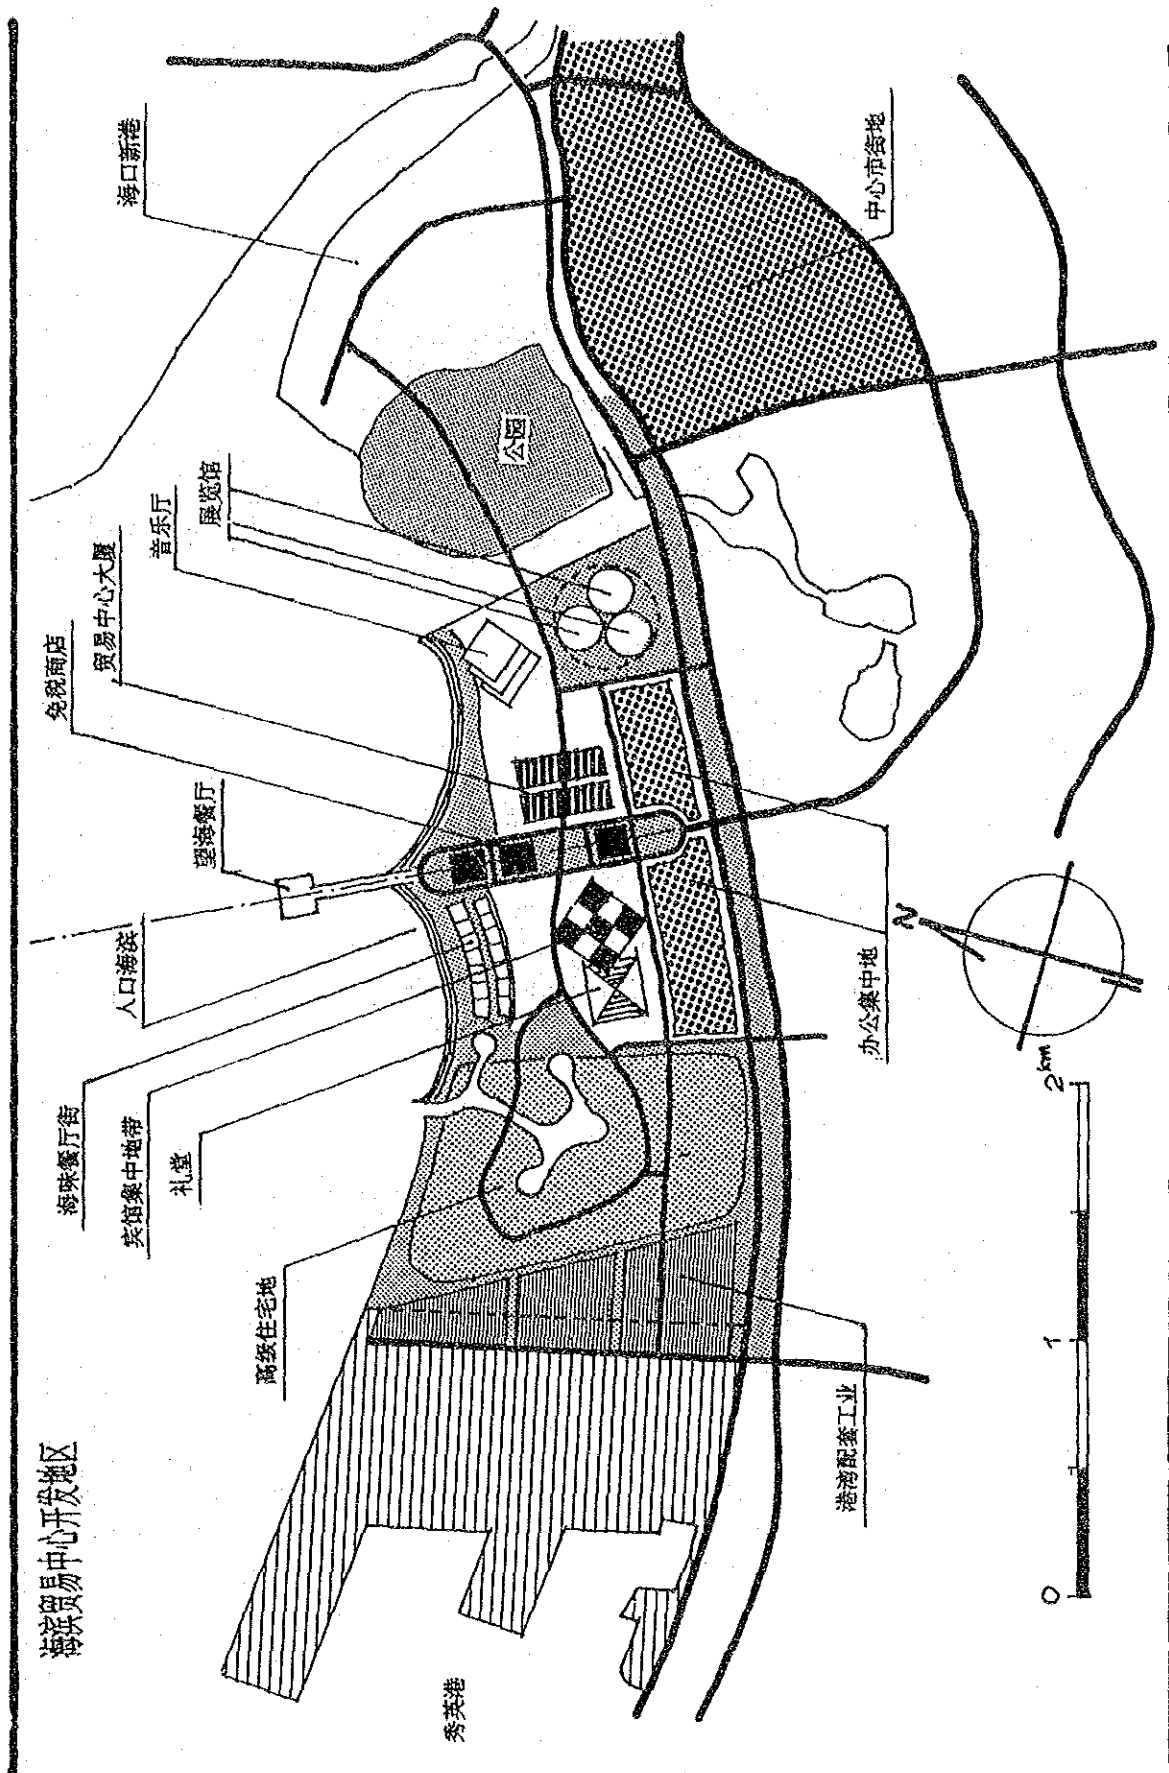 海滨贸易中心开发地区
秀英港
高级住宅地
礼堂
宾馆集中地带
海味餐厅街
人口海滨
望海餐厅
免税商店
贸易中心大厦
音乐厅
展览馆
海口新港
公园
中心市街地
办公集中地
港湾配套工业
N
0
1
2km